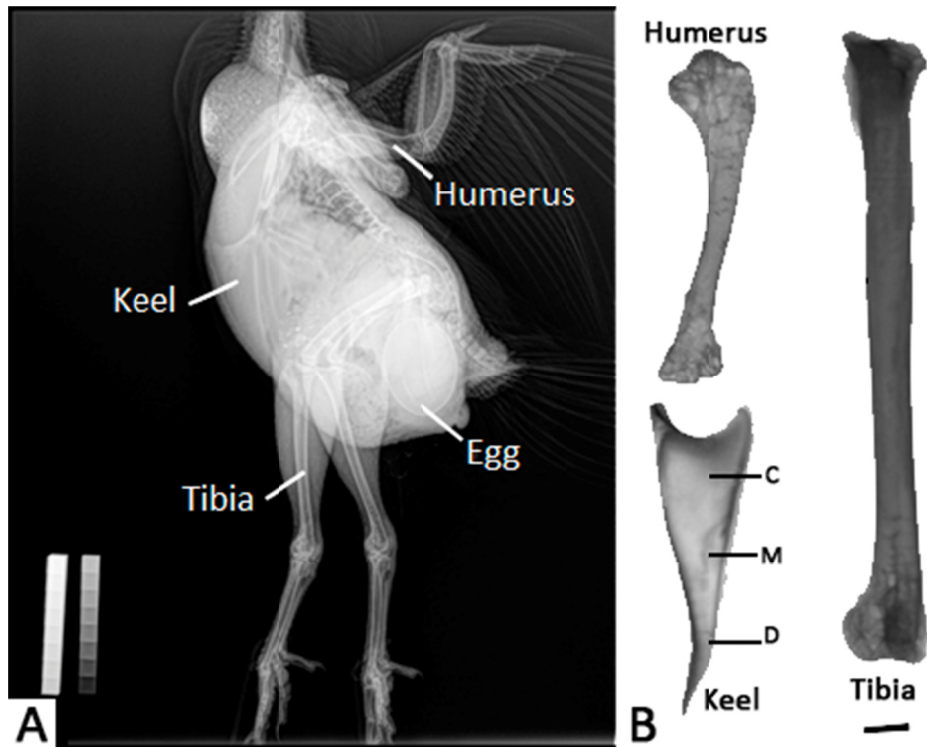 Humerus
Keel
Egg
Tibia
A
Humerus
C
M
D
Keel
Tibia
B